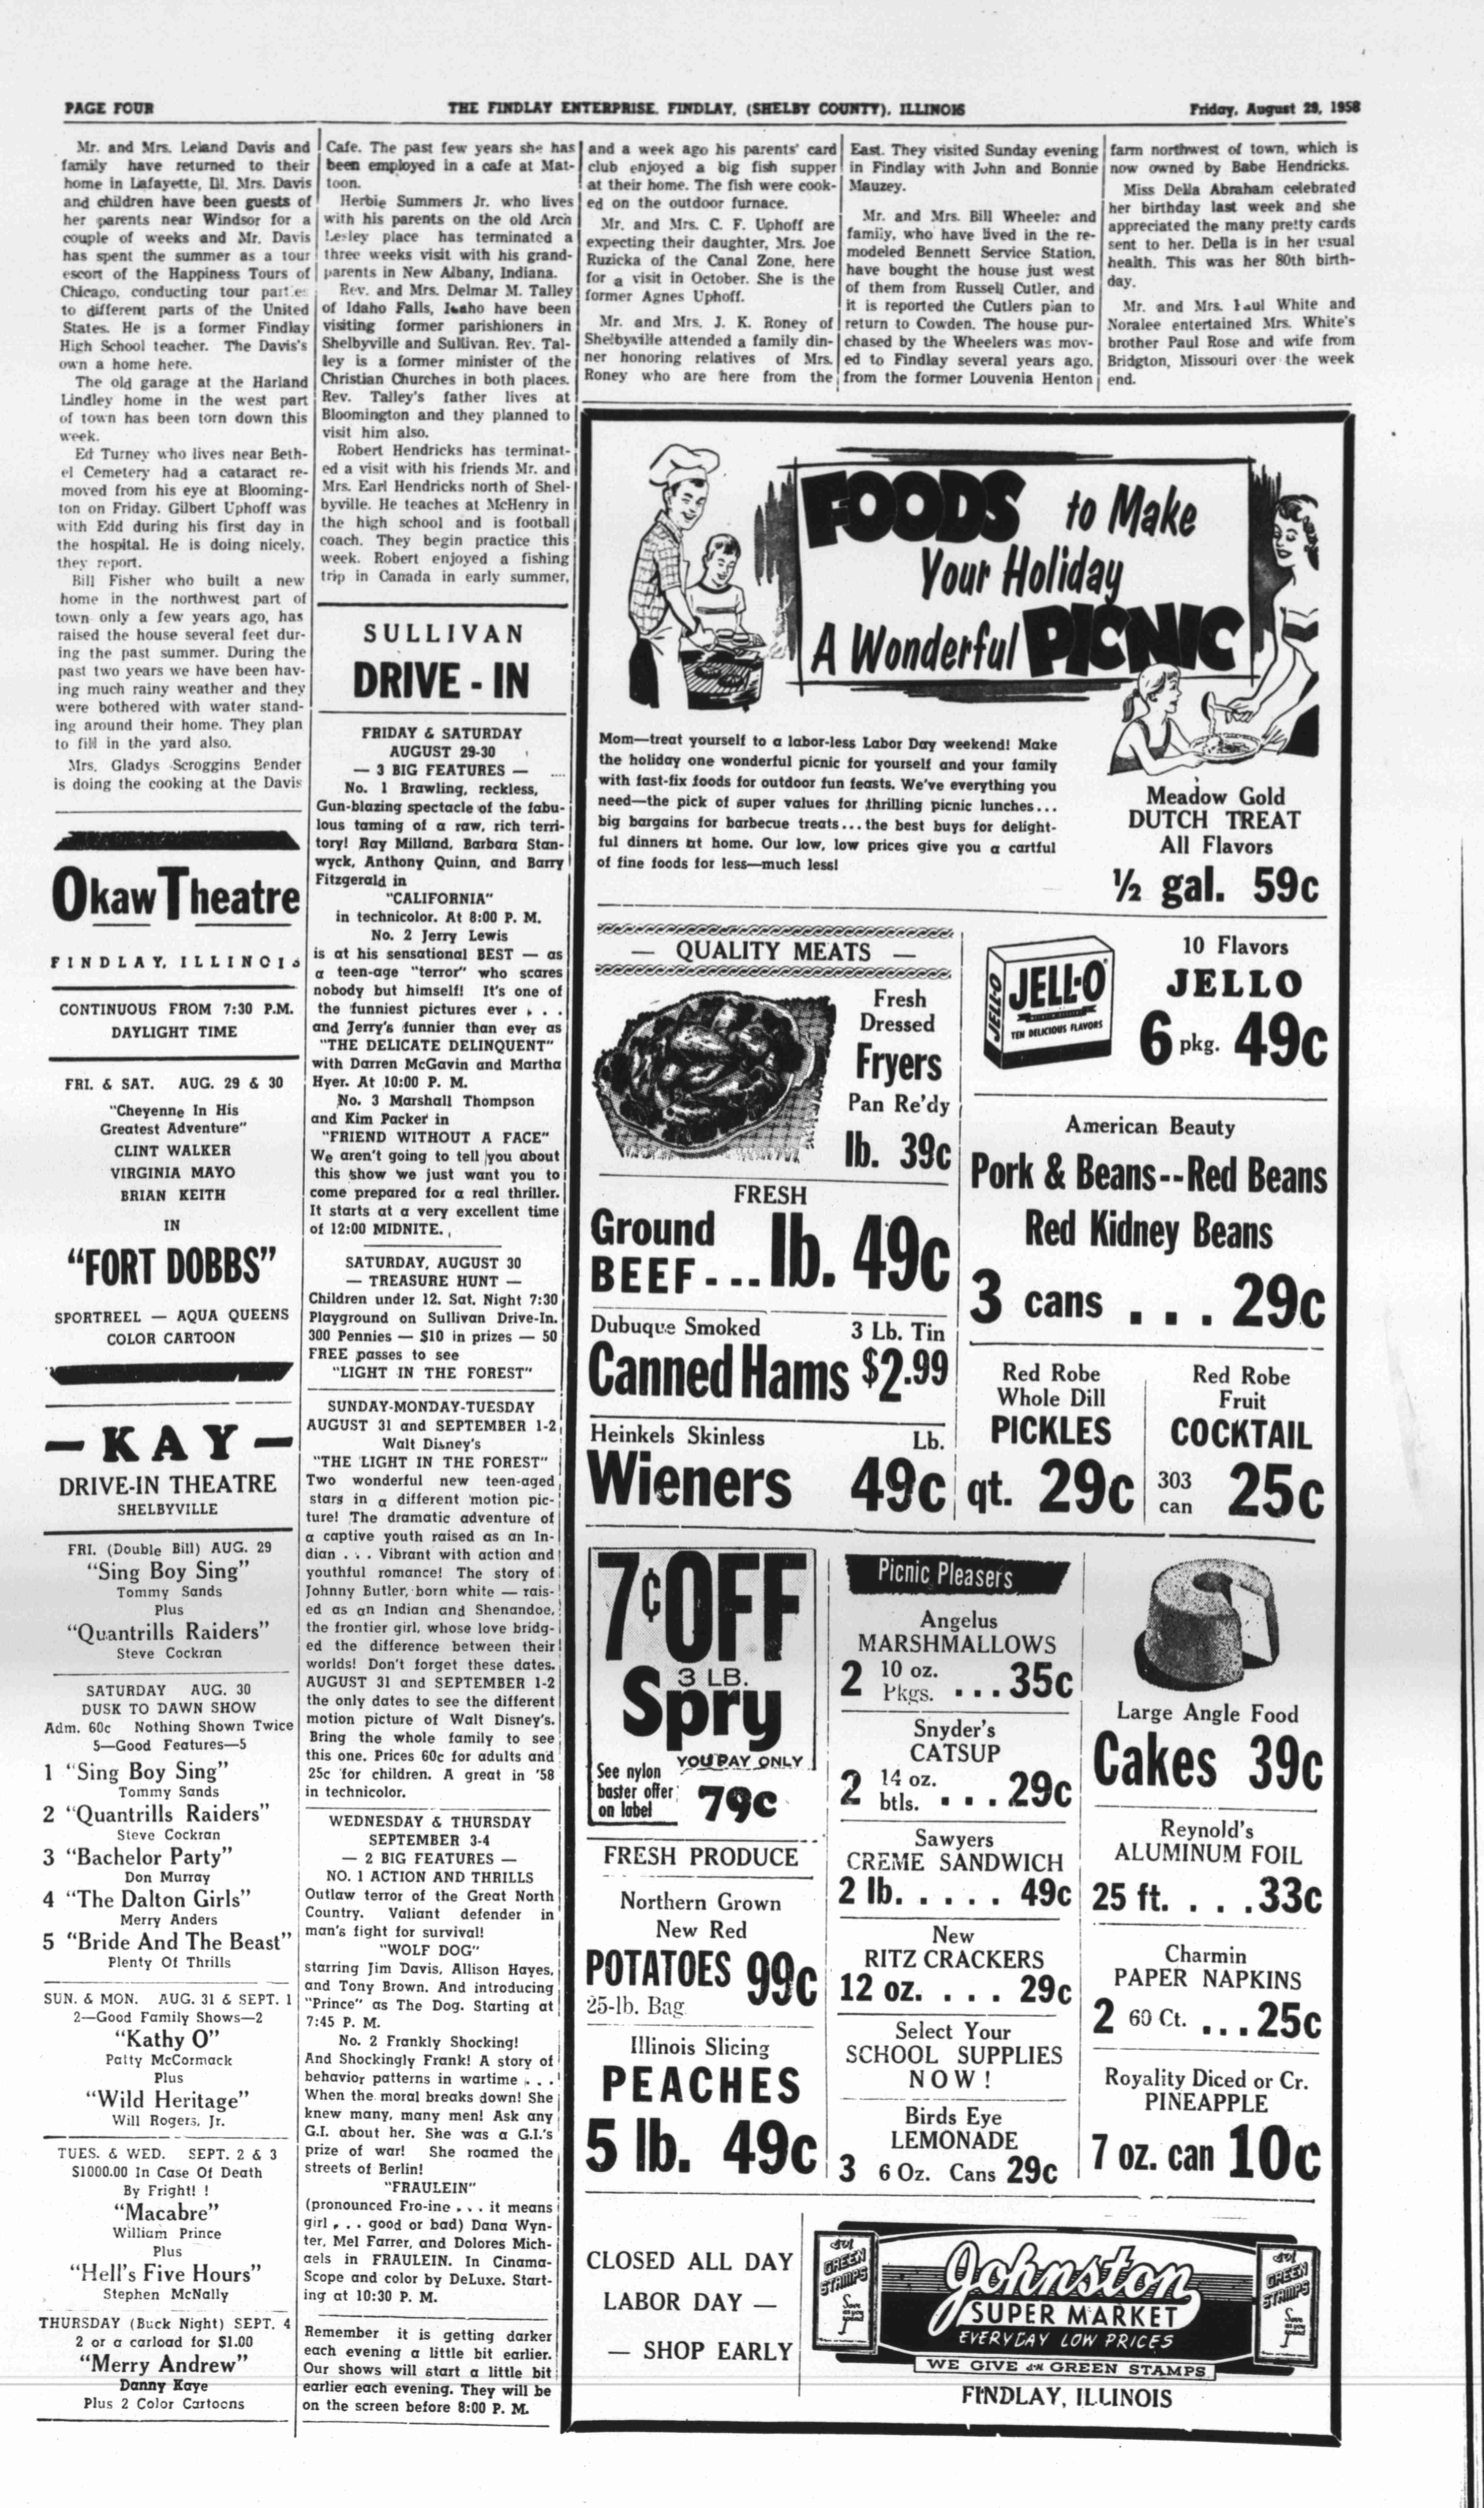 PAGE FOUR
THE FINDLAY ENTERPRISE. FINDLAY, (SHELBY COUNTY), ILLINOIS
Friday, August 29, 1958
Mr. and Mrs. Leland Davis and
family have returned to their
home in Lafayette, Ill. Mrs. Davis
and children have been guests of
her parents near Windsor for a
couple of weeks and Mr. Davis
has spent the summer as a tour
escort of the Happiness Tours of
Chicago, conducting tour parties
to different parts of the United
States. He is a former Findlay
High School teacher. The Davis's
own a home here.
The old garage at the Harland
Lindley home in the west part
of town has been torn down this
week.
Ed Turney who lives near Beth-
el Cemetery had a cataract re-
moved from his eye at Blooming-
ton on Friday. Gilbert Uphoff was
with Edd during his first day in
the hospital. He is doing nicely,
they report.
Bill Fisher who built a new
home in the northwest part of
town only a few years ago, has
raised the house several feet dur-
ing the past summer. During the
past two years we have been hav-
ing much rainy weather and they
were bothered with water stand-
ing around their home. They plan
to fill in the yard also.
Mrs. Gladys Scroggins Bender
is doing the cooking at the Davis
Cafe. The past few years she has
been employed in a cafe at Mat-
toon.
Herbie Summers Jr. who lives
with his parents on the old Arch
Lesley place has terminated a
three weeks visit with his grand-
parents in New Albany, Indiana.
Rev. and Mrs. Delmar M. Talley
of Idaho Falls, Idaho have been
visiting former parishioners in
Shelbyville and Sullivan. Rev. Tal-
ley is a former minister of the
Christian Churches in both places.
Rev. Talley's father lives at
Bloomington and they planned to
visit him also.
Robert Hendricks has terminat-
ed a visit with his friends Mr. and
Mrs. Earl Hendricks north of Shel-
byville. He teaches at McHenry in
the high school and is football
coach. They begin practice this
week. Robert enjoyed a fishing
trip in Canada in early summer,
and a week ago his parents' card
club enjoyed a big fish supper
at their home. The fish were cook-
ed on the outdoor furnace.
Mr. and Mrs. C. F. Uphoff are
expecting their daughter, Mrs. Joe
Ruzicka of the Canal Zone, here
for a visit in October. She is the
former Agnes Uphoff.
Mr. and Mrs. J. K. Roney of
Shelbyville attended a family din-
ner honoring relatives of Mrs.
Roney who are here from the
East. They visited Sunday evening
in Findlay with John and Bonnie
Mauzey.
Mr. and Mrs. Bill Wheeler and
family, who have lived in the re-
modeled Bennett Service Station,
have bought the house just west
of them from Russell Cutler, and
it is reported the Cutlers plan to
return to Cowden. The house pur-
chased by the Wheelers was mov-
ed to Findlay several years ago,
from the former Louvenia Henton
farm northwest of town, which is
now owned by Babe Hendricks.
Miss Della Abraham celebrated
her birthday last week and she
appreciated the many pretty cards
sent to her. Della is in her usual
health. This was her 80th birth-
day.
Mr. and Mrs. Paul White and
Noralee entertained Mrs. White's
brother Paul Rose and wife from
Bridgton, Missouri over the week
end.
Okaw Theatre
FINDLAY, ILLINOIS
CONTINUOUS FROM 7:30 P.M.
DAYLIGHT TIME
FRI. & SAT. AUG. 29 & 30
"Cheyenne In His
Greatest Adventure"
CLINT WALKER
VIRGINIA MAYO
BRIAN KEITH
IN
"FORT DOBBS"
SPORTREEL — AQUA QUEENS
COLOR CARTOON
— KAY —
DRIVE-IN THEATRE
SHELBYVILLE
FRI. (Double Bill) AUG. 29
"Sing Boy Sing"
Tommy Sands
Plus
"Quantrills Raiders"
Steve Cockran
SATURDAY AUG. 30
DUSK TO DAWN SHOW
Adm. 60c Nothing Shown Twice
5—Good Features—5
1 "Sing Boy Sing"
Tommy Sands
2 "Quantrills Raiders"
Steve Cockran
3 "Bachelor Party"
Don Murray
4 "The Dalton Girls"
Merry Anders
5 "Bride And The Beast"
Plenty Of Thrills
SUN. & MON. AUG. 31 & SEPT. 1
2—Good Family Shows—2
"Kathy O"
Patty McCormack
Plus
"Wild Heritage"
Will Rogers, Jr.
TUES. & WED. SEPT. 2 & 3
$1000.00 In Case Of Death
By Fright! !
"Macabre"
William Prince
Plus
"Hell's Five Hours"
Stephen McNally
THURSDAY (Buck Night) SEPT. 4
2 or a carload for $1.00
"Merry Andrew"
Danny Kaye
Plus 2 Color Cartoons
SULLIVAN
DRIVE - IN
FRIDAY & SATURDAY
AUGUST 29-30
— 3 BIG FEATURES —
No. 1 Brawling, reckless,
Gun-blazing spectacle of the fabu-
lous taming of a raw, rich terri-
tory! Ray Milland, Barbara Stan-
wyck, Anthony Quinn, and Barry
Fitzgerald in
"CALIFORNIA"
in technicolor. At 8:00 P. M.
No. 2 Jerry Lewis
is at his sensational BEST — as
a teen-age "terror" who scares
nobody but himself! It's one of
the funniest pictures ever . . .
and Jerry's funnier than ever as
"THE DELICATE DELINQUENT"
with Darren McGavin and Martha
Hyer. At 10:00 P. M.
No. 3 Marshall Thompson
and Kim Packer in
"FRIEND WITHOUT A FACE"
We aren't going to tell you about
this show we just want you to
come prepared for a real thriller.
It starts at a very excellent time
of 12:00 MIDNITE.
SATURDAY, AUGUST 30
— TREASURE HUNT —
Children under 12. Sat. Night 7:30
Playground on Sullivan Drive-In.
300 Pennies — $10 in prizes — 50
FREE passes to see
"LIGHT IN THE FOREST"
SUNDAY-MONDAY-TUESDAY
AUGUST 31 and SEPTEMBER 1-2
Walt Disney's
"THE LIGHT IN THE FOREST"
Two wonderful new teen-aged
stars in a different motion pic-
ture! The dramatic adventure of
a captive youth raised as an In-
dian . . . Vibrant with action and
youthful romance! The story of
Johnny Butler, born white — rais-
ed as an Indian and Shenandoe,
the frontier girl, whose love bridg-
ed the difference between their
worlds! Don't forget these dates.
AUGUST 31 and SEPTEMBER 1-2
the only dates to see the different
motion picture of Walt Disney's.
Bring the whole family to see
this one. Prices 60c for adults and
25c for children. A great in '58
in technicolor.
WEDNESDAY & THURSDAY
SEPTEMBER 3-4
— 2 BIG FEATURES —
NO. 1 ACTION AND THRILLS
Outlaw terror of the Great North
Country. Valiant defender in
man's fight for survival!
"WOLF DOG"
starring Jim Davis, Allison Hayes,
and Tony Brown. And introducing
"Prince" as The Dog. Starting at
7:45 P. M.
No. 2 Frankly Shocking!
And Shockingly Frank! A story of
behavior patterns in wartime . . .
When the moral breaks down! She
knew many, many men! Ask any
G.I. about her. She was a G.I.'s
prize of war! She roamed the
streets of Berlin!
"FRAULEIN"
(pronounced Fro-ine . . . it means
girl . . . good or bad) Dana Wyn-
ter, Mel Farrer, and Dolores Mich-
aels in FRAULEIN. In Cinama-
Scope and color by DeLuxe. Start-
ing at 10:30 P. M.
Remember it is getting darker
each evening a little bit earlier.
Our shows will start a little bit
earlier each evening. They will be
on the screen before 8:00 P. M.
FOODS to Make
Your Holiday
A Wonderful PICNIC
Mom—treat yourself to a labor-less Labor Day weekend! Make
the holiday one wonderful picnic for yourself and your family
with fast-fix foods for outdoor fun feasts. We've everything you
need—the pick of super values for thrilling picnic lunches...
big bargains for barbecue treats...the best buys for delight-
ful dinners at home. Our low, low prices give you a cartful
of fine foods for less—much less!
Meadow Gold
DUTCH TREAT
All Flavors
½ gal. 59c
— QUALITY MEATS —
Fresh
Dressed
Fryers
Pan Re'dy
lb. 39c
FRESH
Ground
BEEF --- lb. 49c
Dubuque Smoked 3 Lb. Tin
Canned Hams $2.99
Heinkels Skinless Lb.
Wieners 49c
JELL-O
JELL-O
TEN DELICIOUS FLAVORS
10 Flavors
JELLO
6 pkg. 49c
American Beauty
Pork & Beans--Red Beans
Red Kidney Beans
3 cans . . . 29c
Red Robe
Whole Dill
PICKLES
qt. 29c
Red Robe
Fruit
COCKTAIL
303
can 25c
7¢ OFF
3 LB.
Spry
YOU PAY ONLY
See nylon
baster offer
on label
79c
FRESH PRODUCE
Northern Grown
New Red
POTATOES 99c
25-lb. Bag
Illinois Slicing
PEACHES
5 lb. 49c
Picnic Pleasers
Angelus
MARSHMALLOWS
2 10 oz. Pkgs. ...35c
Snyder's
CATSUP
2 14 oz. btls. . . . 29c
Sawyers
CREME SANDWICH
2 lb. . . . . . 49c
New
RITZ CRACKERS
12 oz. . . . . 29c
Select Your
SCHOOL SUPPLIES
NOW!
Birds Eye
LEMONADE
3 6 Oz. Cans 29c
Large Angle Food
Cakes 39c
Reynold's
ALUMINUM FOIL
25 ft. . . . .33c
Charmin
PAPER NAPKINS
2 60 Ct. ...25c
Royality Diced or Cr.
PINEAPPLE
7 oz. can 10c
CLOSED ALL DAY
LABOR DAY —
— SHOP EARLY
GREEN
STAMPS
Save
Johnston
SUPER MARKET
EVERYDAY LOW PRICES
WE GIVE S&H GREEN STAMPS
GREEN
STAMPS
Save
FINDLAY, ILLINOIS